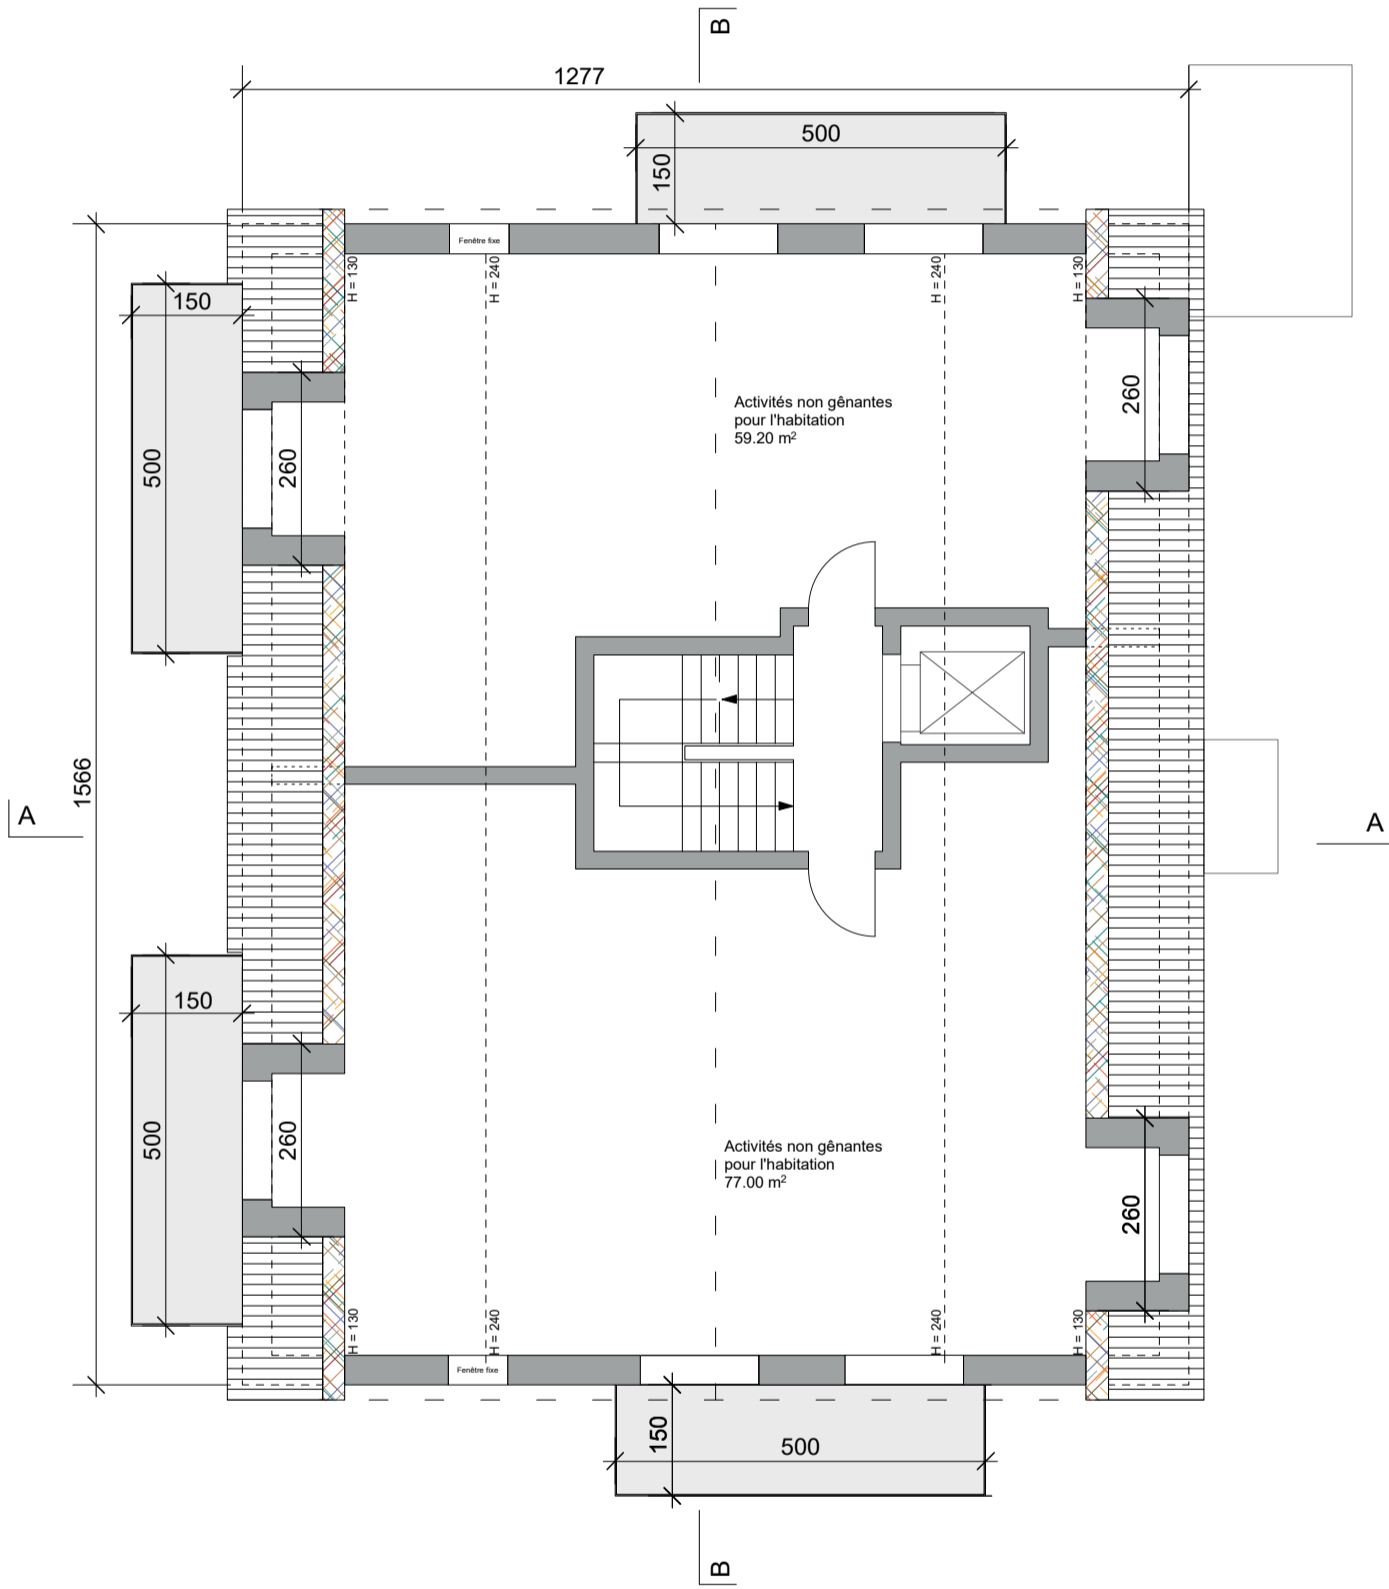 B
1277
500
150
Fenêtre fixe
H = 130
H = 240
H = 240
H = 130
150
500
260
260
Activités non gênantes
pour l'habitation
59.20 m²
1566
A
A
150
500
260
260
Activités non gênantes
pour l'habitation
77.00 m²
H = 130
H = 240
H = 240
H = 130
Fenêtre fixe
150
500
B